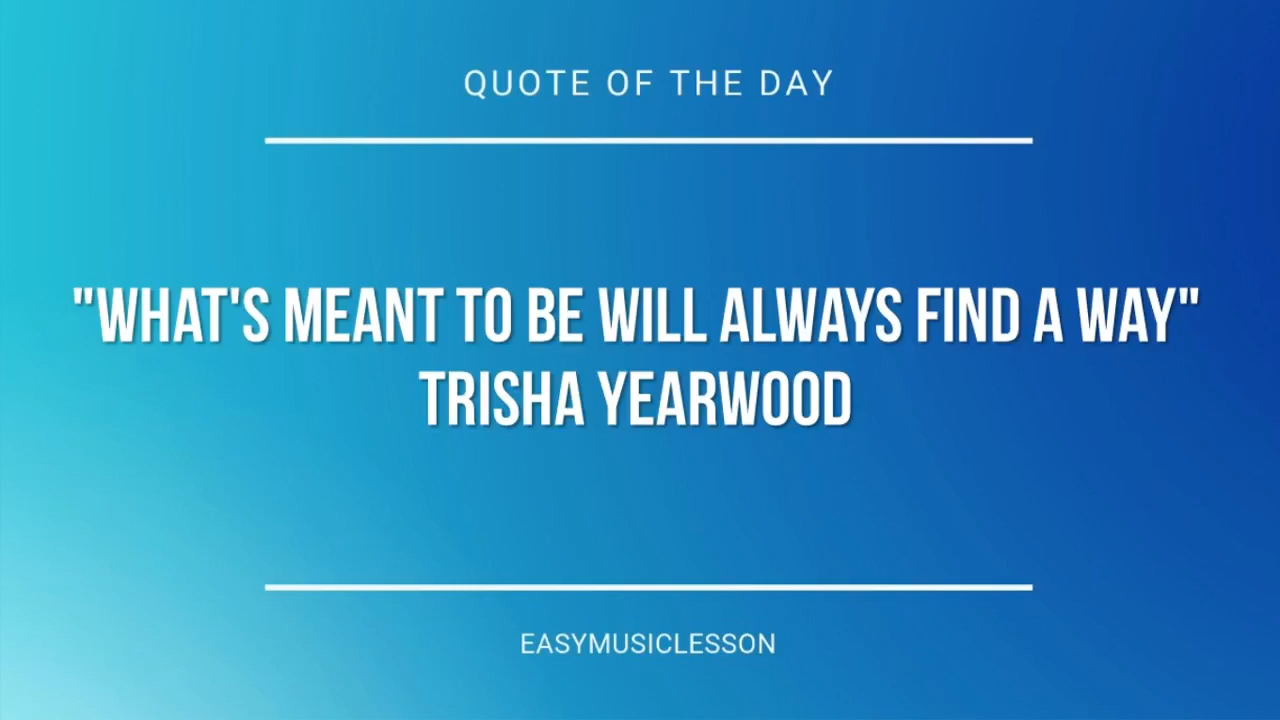 QUOTE OF THE DAY
"WHAT'S MEANT TO BE WILL ALWAYS FIND A WAY"
TRISHA YEARWOOD
EASYMUSICLESSON